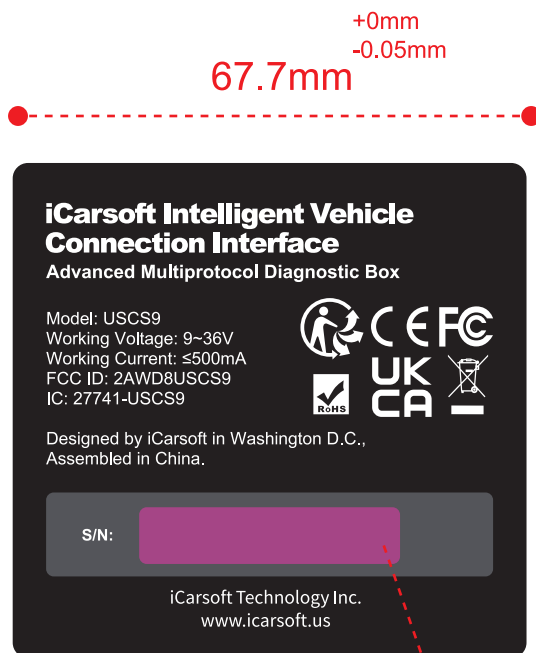 +0mm
-0.05mm
67.7mm
iCarsoft Intelligent Vehicle
Connection Interface
Advanced Multiprotocol Diagnostic Box
Model: USCS9
Working Voltage: 9~36V
Working Current: ≤500mA
FCC ID: 2AWD8USCS9
IC: 27741-USCS9
CE FC
UK
CA
RoHS
Designed by iCarsoft in Washington D.C.,
Assembled in China.
S/N:
iCarsoft Technology Inc.
www.icarsoft.us